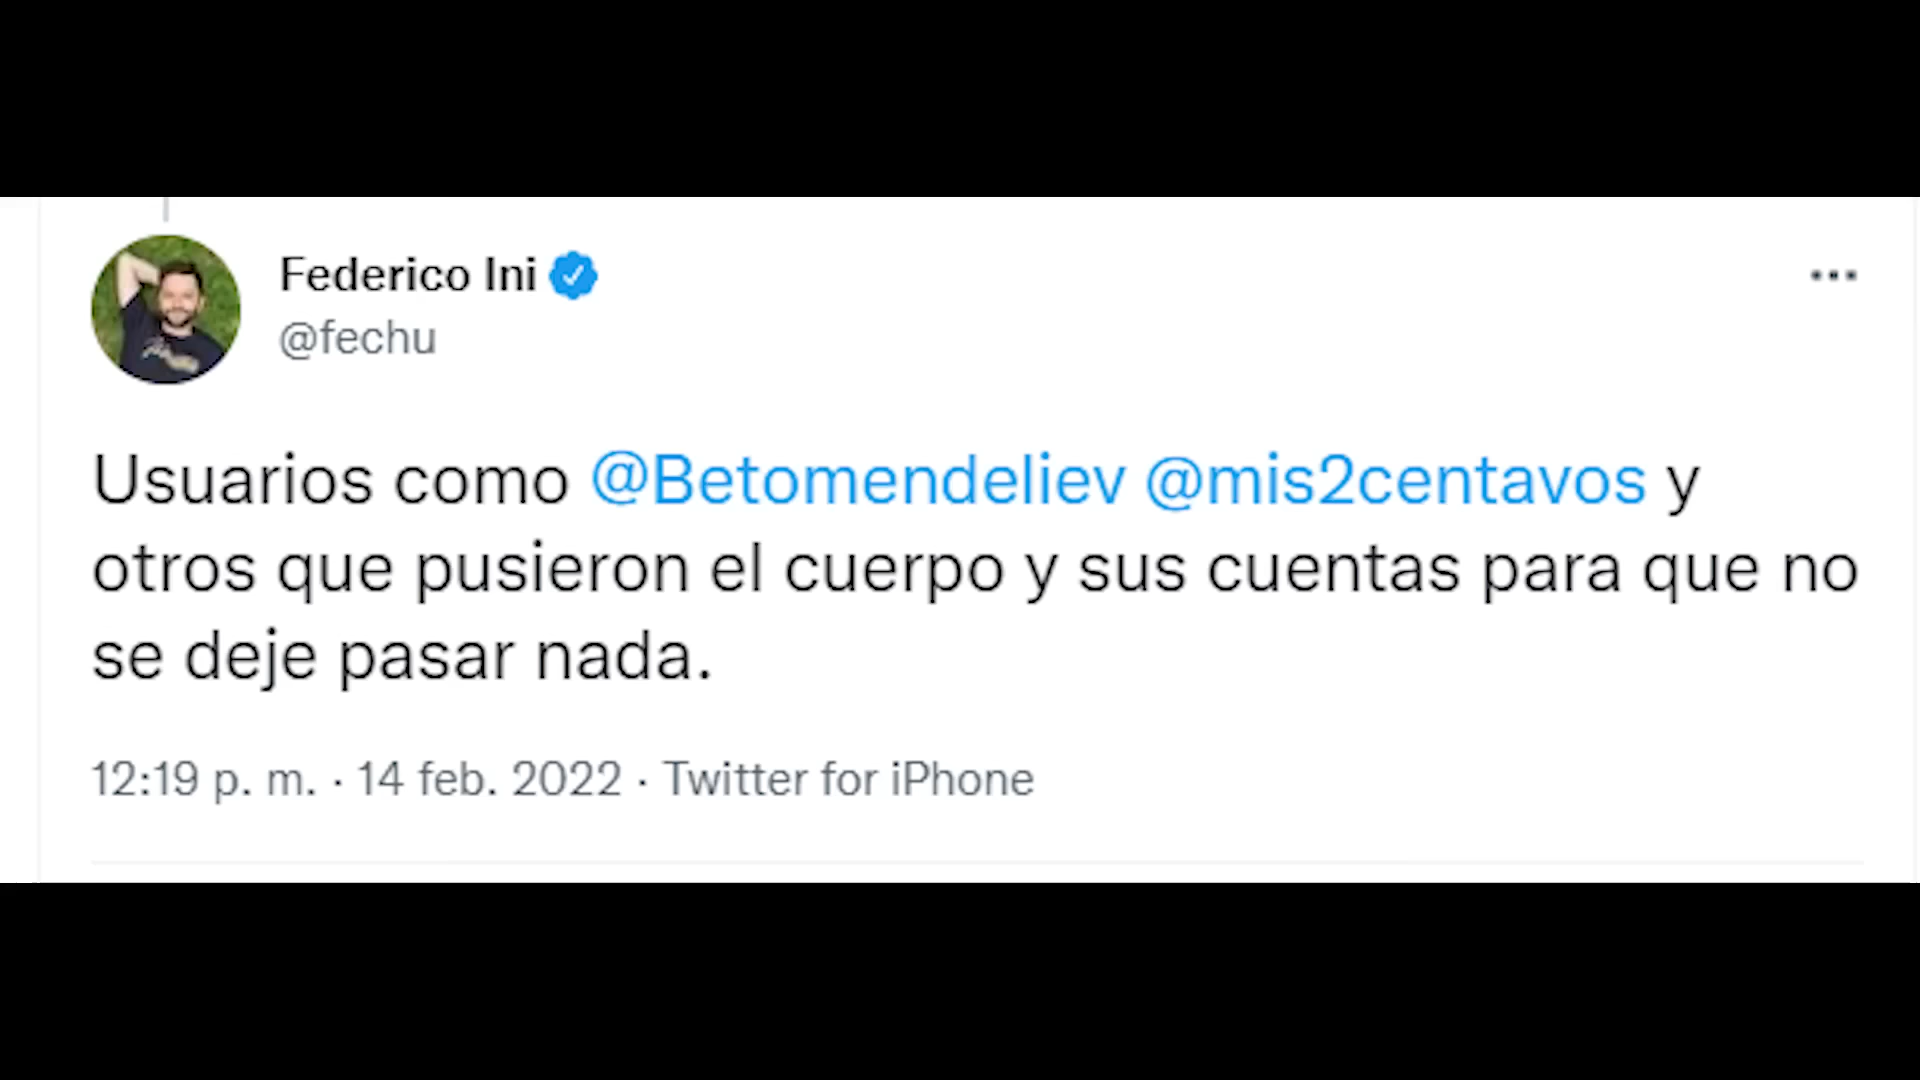 Federico Ini
@fechu
Usuarios como @Betomendeliev @mis2centavos y
otros que pusieron el cuerpo y sus cuentas para que no
se deje pasar nada.
12:19 p. m. · 14 feb. 2022 · Twitter for iPhone